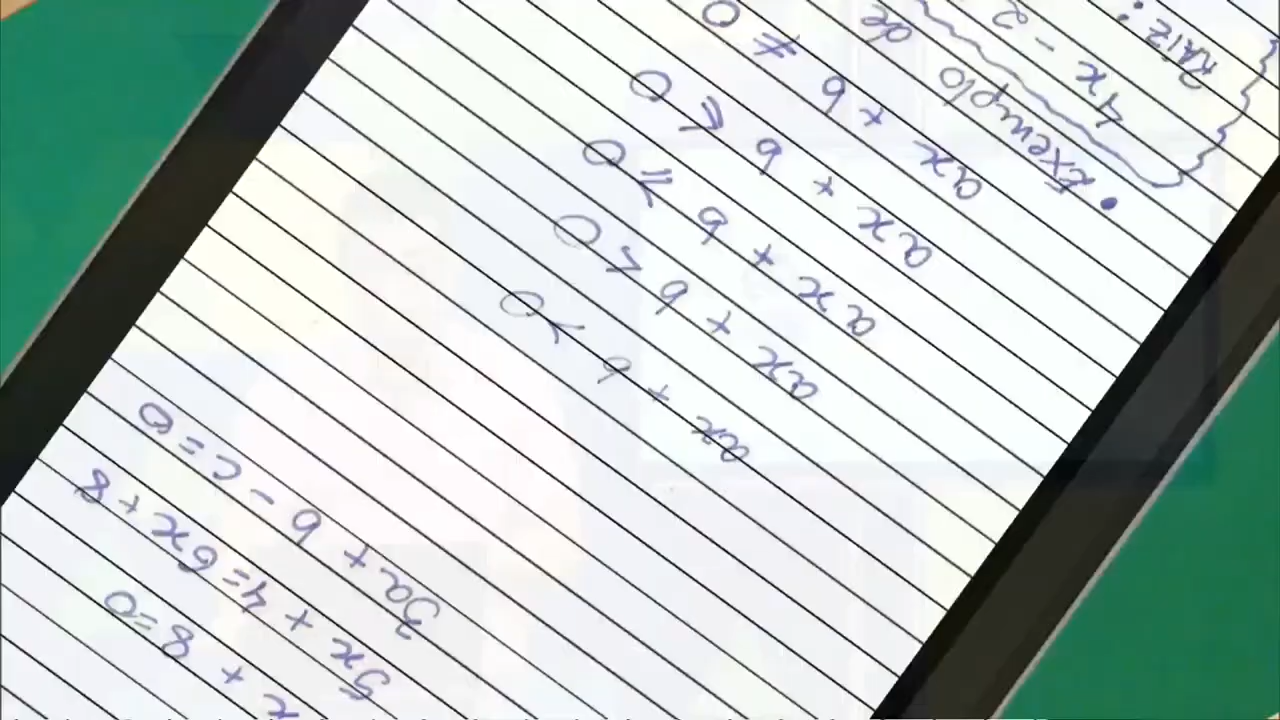 x + 8 = 0
5x + 4 = 6x + 8
3a + b - c = 0
ax + b > 0
ax + b < 0
ax + b ≥ 0
ax + b ≤ 0
ax + b ≠ 0
• Exemplo de
4x - 2
RAIZ: